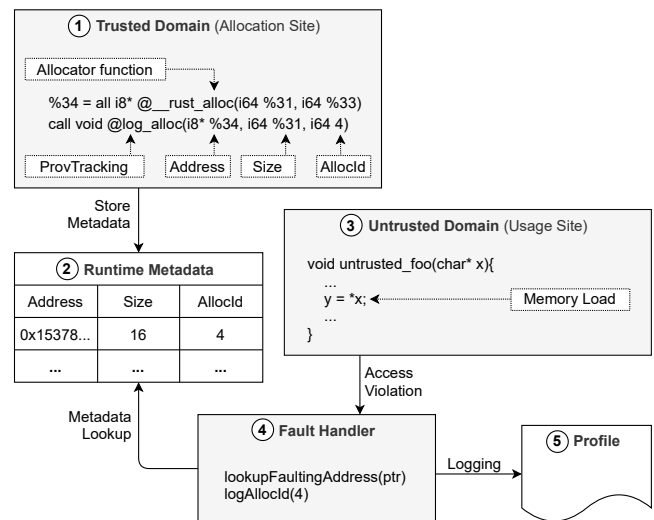 1 Trusted Domain (Allocation Site)
Allocator function
%34 = all i8* @__rust_alloc(i64 %31, i64 %33)
call void @log_alloc(i8* %34, i64 %31, i64 4)
ProvTracking Address Size AllocId
Store
Metadata
2 Runtime Metadata
Address Size AllocId
0x15378... 16 4
... ... ...
3 Untrusted Domain (Usage Site)
void untrusted_foo(char* x){
...
y = *x; Memory Load
...
}
Access
Violation
Metadata
Lookup
4 Fault Handler
lookupFaultingAddress(ptr)
logAllocId(4)
Logging
5 Profile